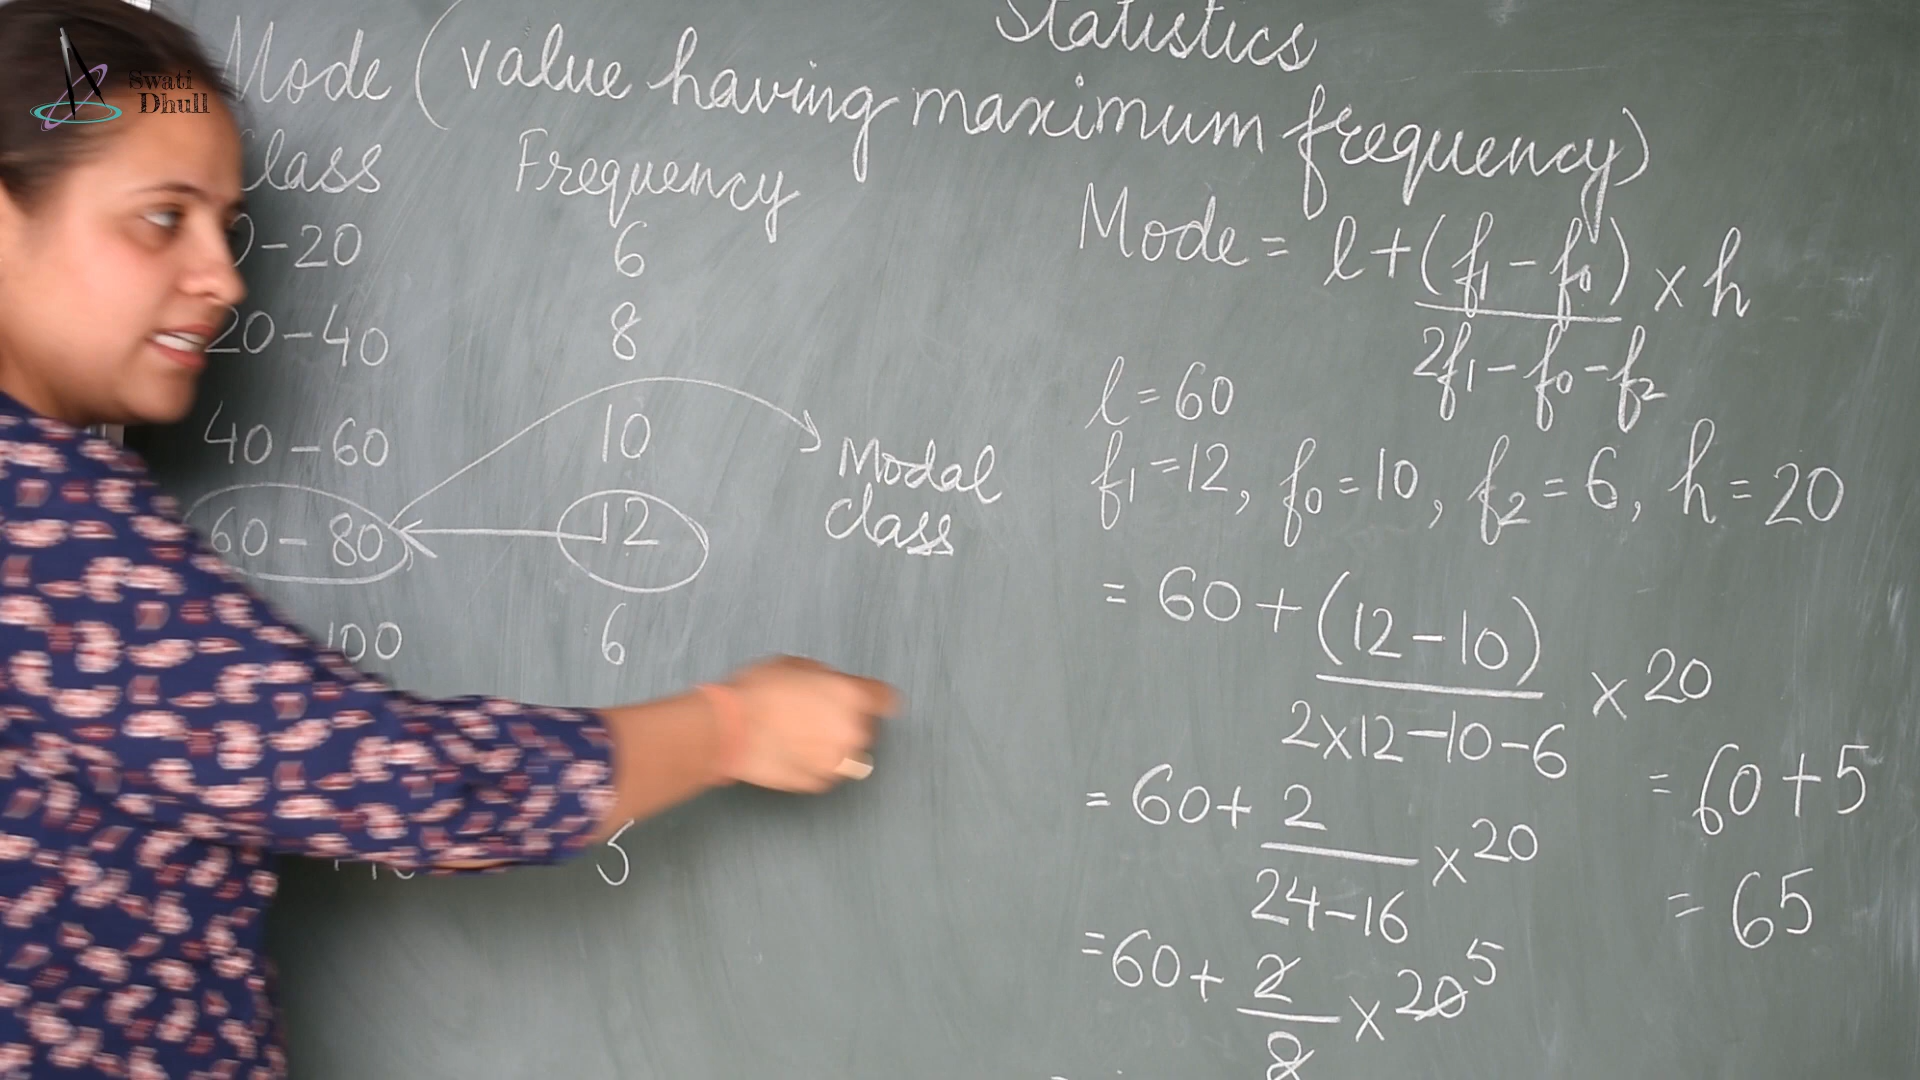 Swati
Dhull
Statistics
Mode (value having maximum frequency)
Class Frequency
0-20 6
20-40 8
40-60 10
60-80 12
100 6
5
Modal
class
Mode = l + (f₁ - f₀) × h
2f₁ - f₀ - f₂
l = 60
f₁ = 12, f₀ = 10, f₂ = 6, h = 20
= 60 + (12 - 10) × 20
2×12-10-6
= 60 + 2 × 20
24-16
= 60 + 2 × 20 5
8
= 60 + 5
= 65